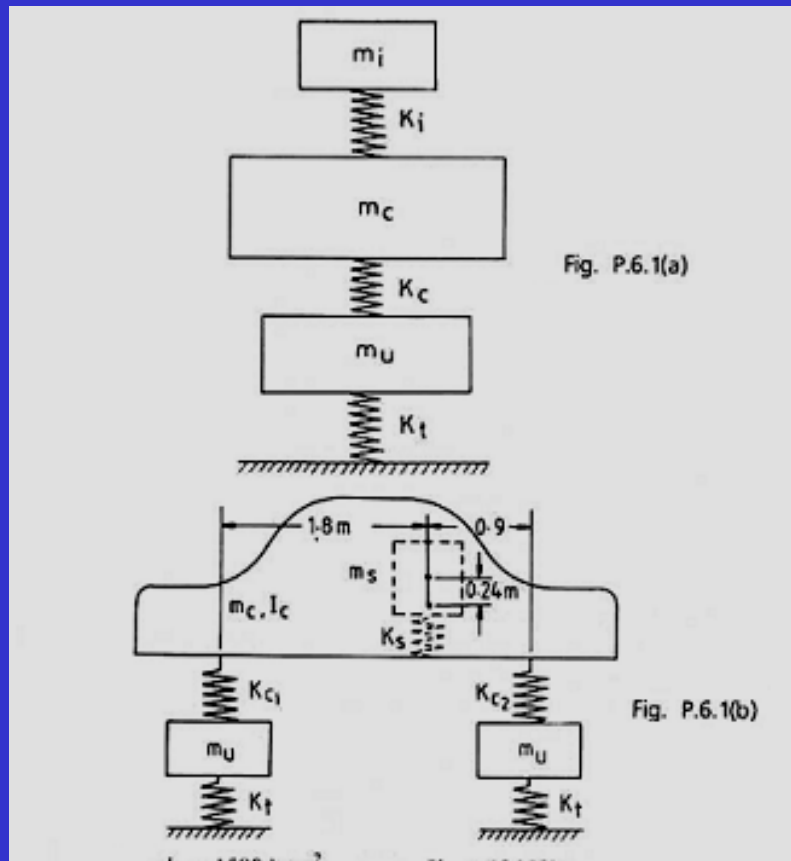 mi
Ki
mc
Fig. P.6.1(a)
Kc
mu
Kt
1·8m
0·9
ms
0·24m
mc, Ic
Ks
Kc1
Kc2
Fig. P.6.1(b)
mu
mu
Kt
Kt